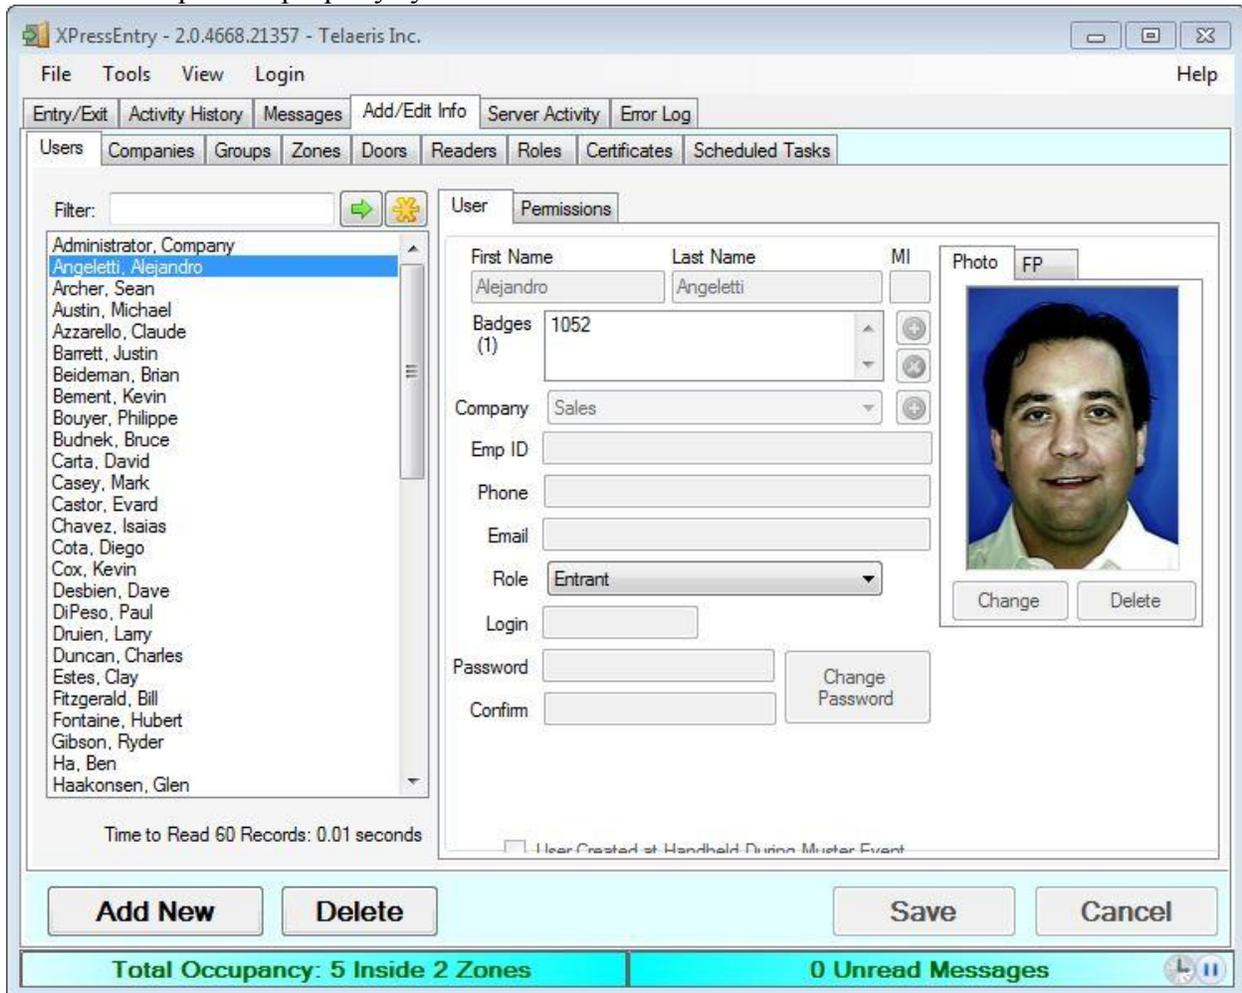 XPressEntry - 2.0.4668.21357 - Telaeris Inc.
File Tools View Login Help
Entry/Exit Activity History Messages Add/Edit Info Server Activity Error Log
Users Companies Groups Zones Doors Readers Roles Certificates Scheduled Tasks
Filter:
Administrator, Company
Angeletti, Alejandro
Archer, Sean
Austin, Michael
Azzarello, Claude
Barrett, Justin
Beideman, Brian
Bement, Kevin
Bouyer, Philippe
Budnek, Bruce
Carta, David
Casey, Mark
Castor, Evard
Chavez, Isaias
Cota, Diego
Cox, Kevin
Desbien, Dave
DiPeso, Paul
Druien, Larry
Duncan, Charles
Estes, Clay
Fitzgerald, Bill
Fontaine, Hubert
Gibson, Ryder
Ha, Ben
Haakonsen, Glen
Time to Read 60 Records: 0.01 seconds
User Permissions
First Name Last Name MI
Alejandro Angeletti
Badges 1052
(1)
Company Sales
Emp ID
Phone
Email
Role Entrant
Login
Password
Confirm
Change
Password
Photo FP
Change Delete
User Created at Handheld During Muster Event
Add New Delete Save Cancel
Total Occupancy: 5 Inside 2 Zones 0 Unread Messages